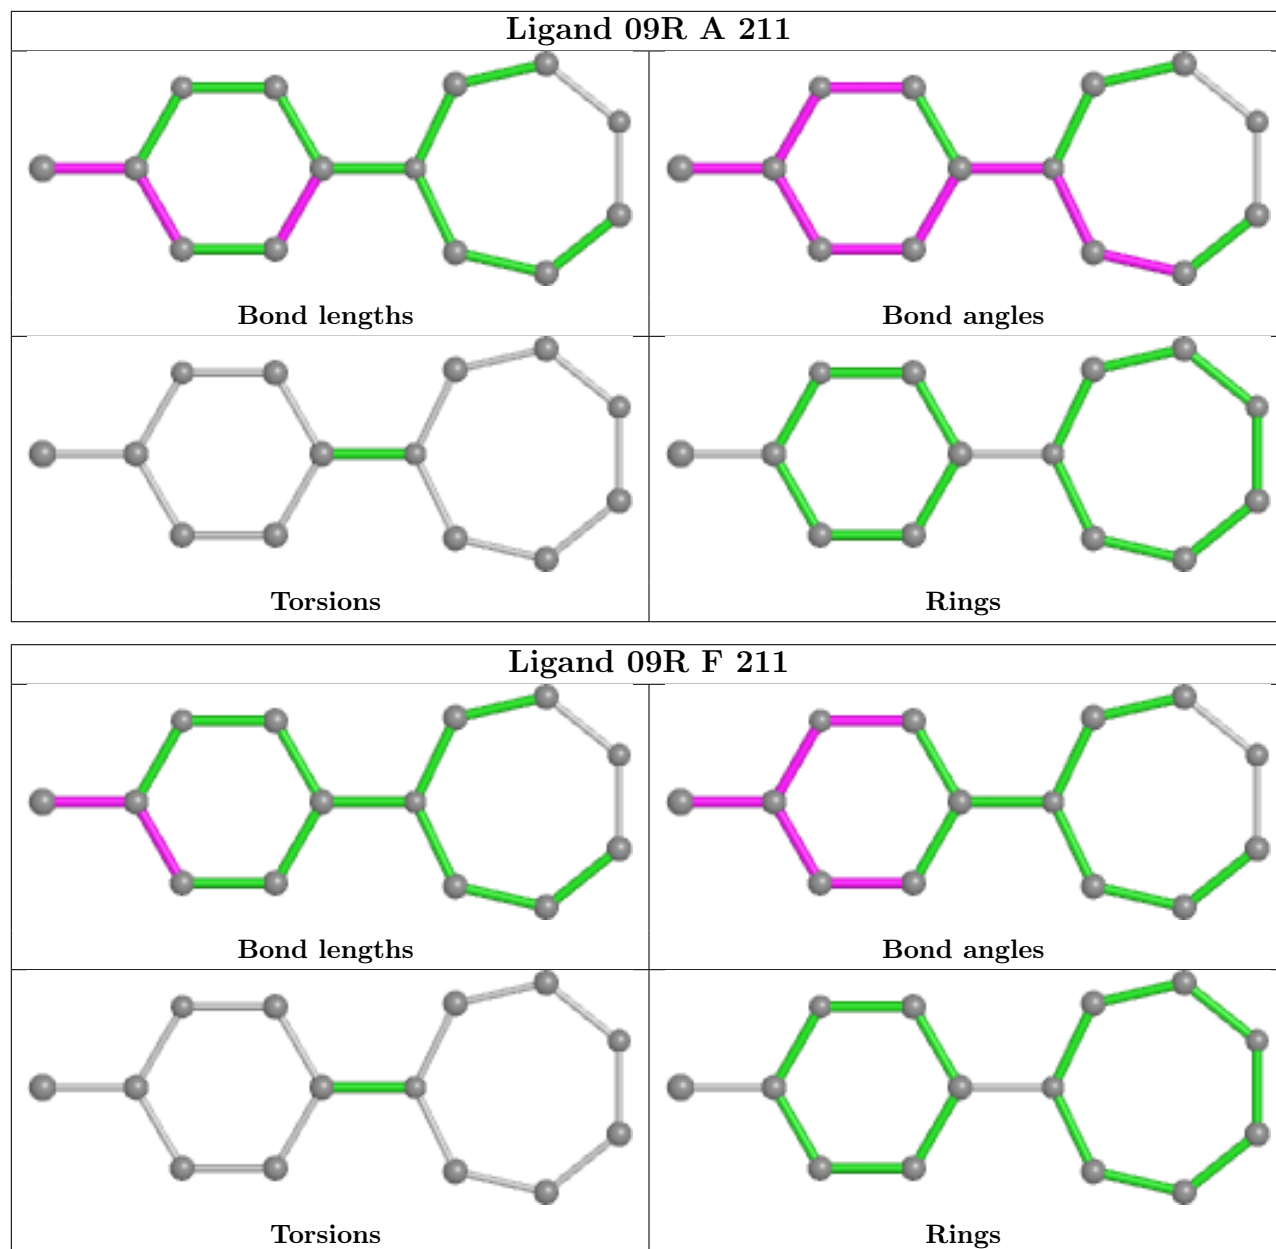 Ligand 09R A 211
Bond lengths
Bond angles
Torsions
Rings
Ligand 09R F 211
Bond lengths
Bond angles
Torsions
Rings